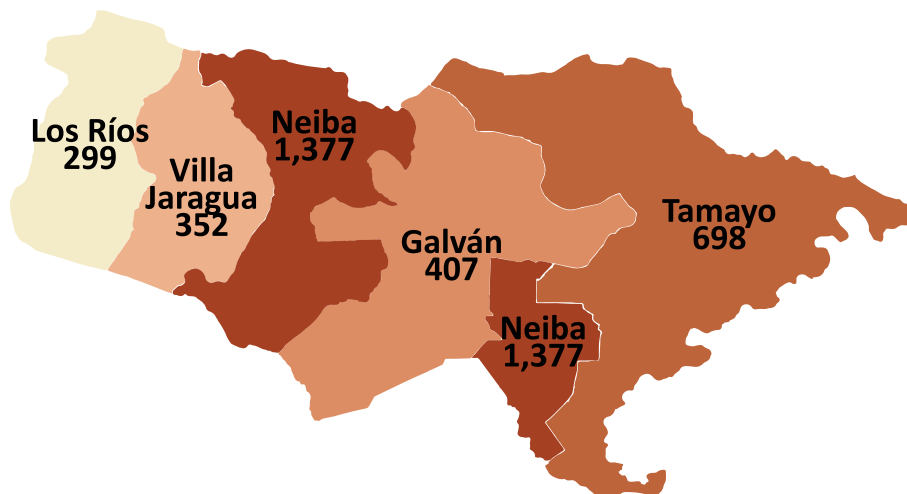 Los Ríos
299
Villa
Jaragua
352
Neiba
1,377
Galván
407
Neiba
1,377
Tamayo
698